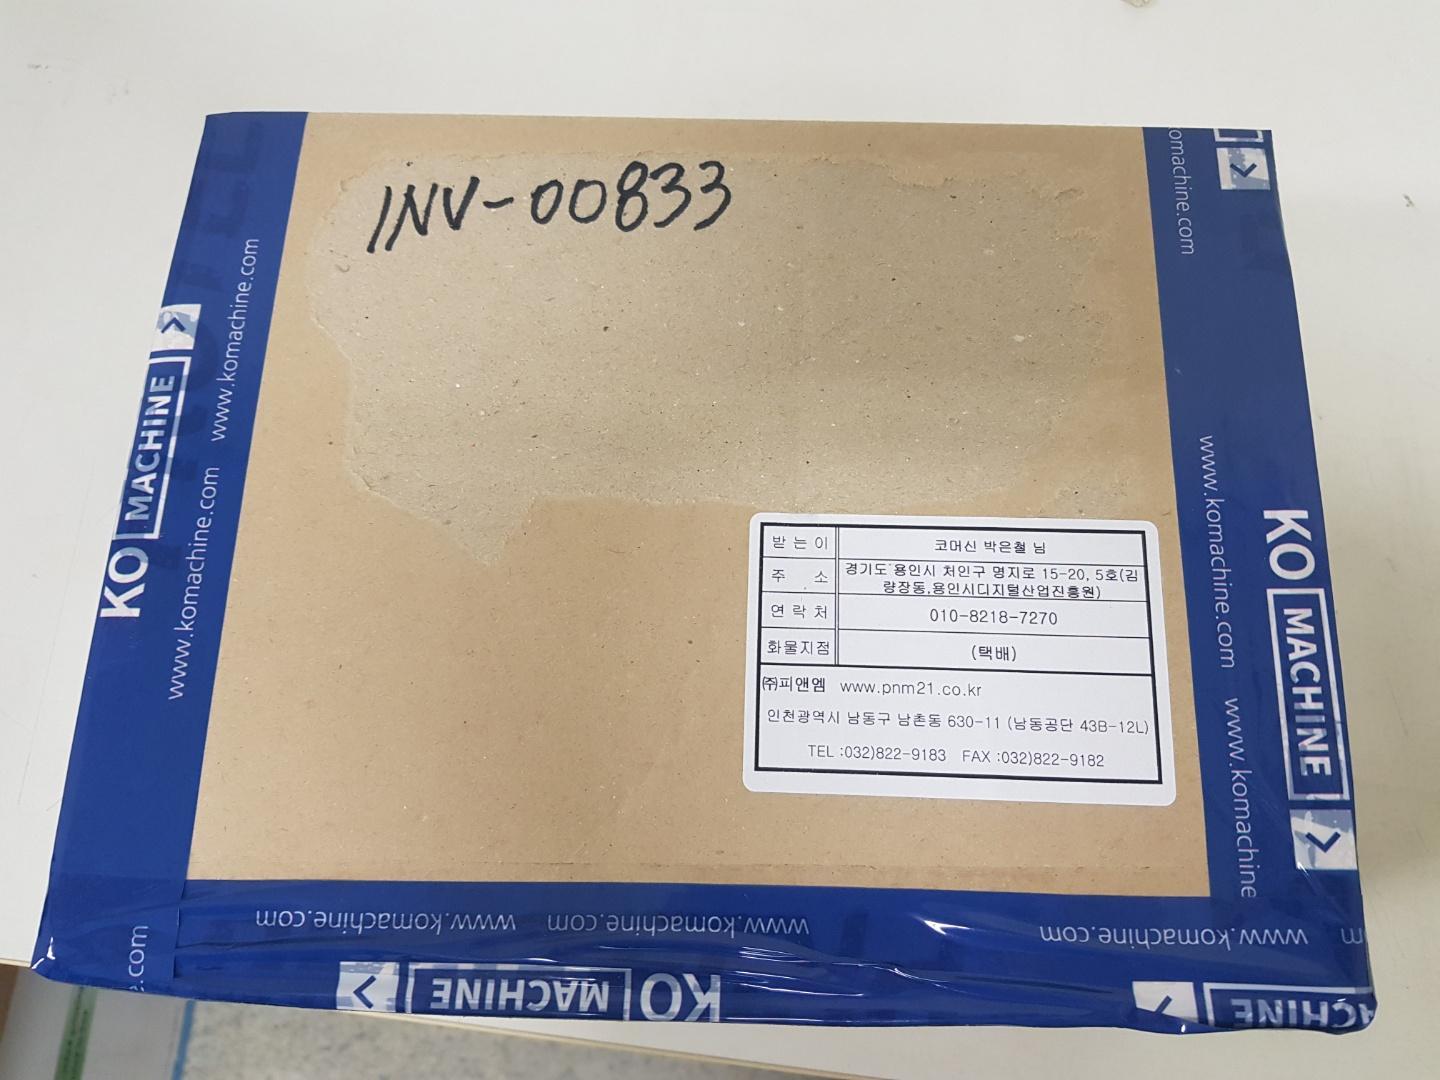 INV-00833
받는이 코머신 박은철 님
주 소 경기도 용인시 처인구 명지로 15-20, 5호(김
량장동,용인시디지털산업진흥원)
연락처 010-8218-7270
화물지점 (택배)
㈜피앤엠 www.pnm21.co.kr
인천광역시 남동구 남촌동 630-11 (남동공단 43B-12L)
TEL :032)822-9183 FAX :032)822-9182
KO MACHINE
www.komachine.com
www.komachine.com
omachine.com
www.komachine.com
www.komachine
KO MACHINE
www.komachine.com
www.komachine.com
www.komachine.com
e.com
KO MACHINE
MACHINE